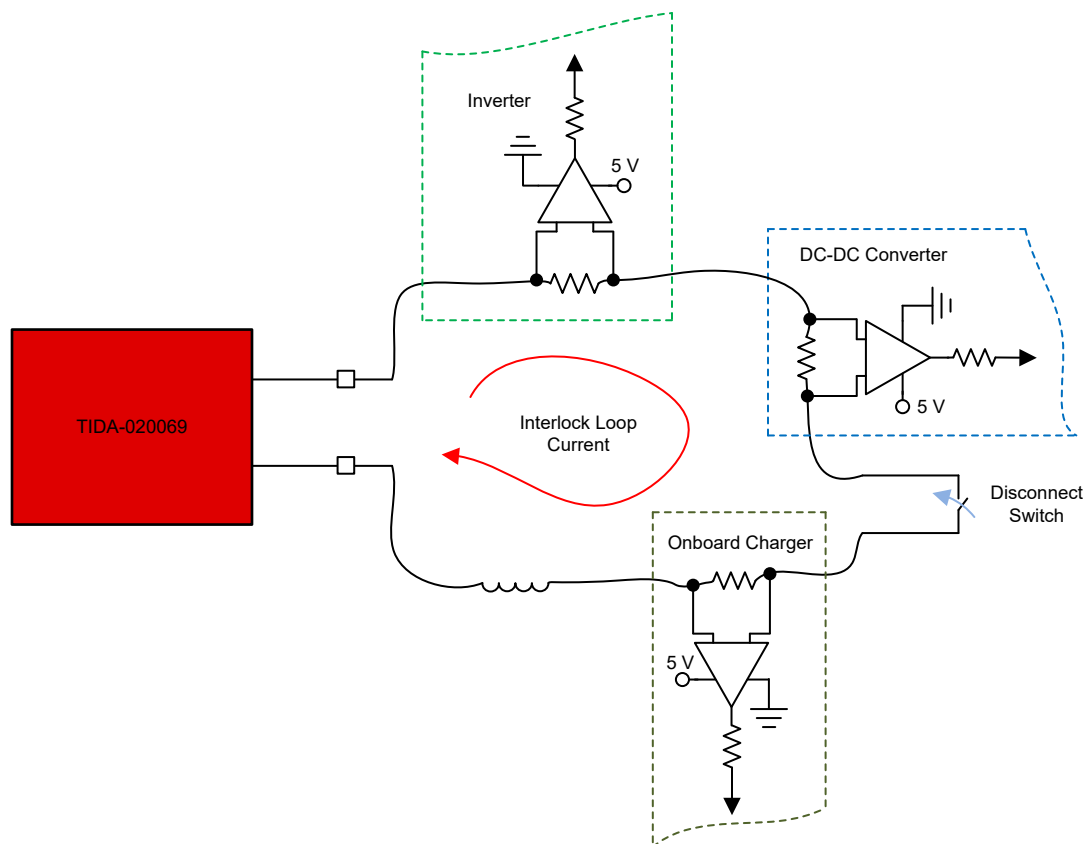 Inverter
5 V
DC-DC Converter
5 V
TIDA-020069
Interlock Loop
Current
Disconnect
Switch
Onboard Charger
5 V